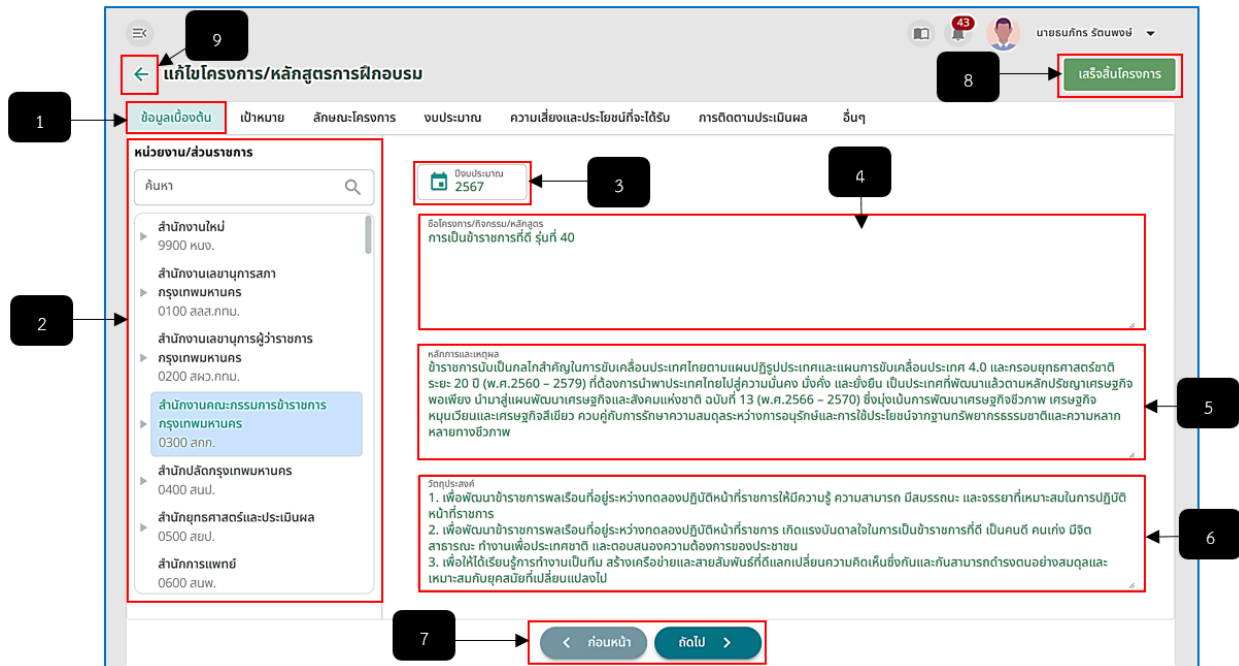 43
นายธนภัทร รัตนพงษ์
9
แก้ไขโครงการ/หลักสูตรการฝึกอบรม
8
เสร็จสิ้นโครงการ
1
ข้อมูลเบื้องต้น เป้าหมาย ลักษณะโครงการ งบประมาณ ความเสี่ยงและประโยชน์ที่จะได้รับ การติดตามประเมินผล อื่นๆ
หน่วยงาน/ส่วนราชการ
ค้นหา
สำนักงานใหม่
9900 หนง.
สำนักงานเลขานุการสภา
กรุงเทพมหานคร
0100 สลส.กทม.
2
สำนักงานเลขานุการผู้ว่าราชการ
กรุงเทพมหานคร
0200 สผว.กทม.
สำนักงานคณะกรรมการข้าราชการ
กรุงเทพมหานคร
0300 สกก.
สำนักปลัดกรุงเทพมหานคร
0400 สนป.
สำนักยุทธศาสตร์และประเมินผล
0500 สยป.
สำนักการแพทย์
0600 สนพ.
ปีงบประมาณ
2567
3
4
ชื่อโครงการ/กิจกรรม/หลักสูตร
การเป็นข้าราชการที่ดี รุ่นที่ 40
หลักการและเหตุผล
ข้าราชการนับเป็นกลไกสำคัญในการขับเคลื่อนประเทศไทยตามแผนปฏิรูปประเทศและแผนการขับเคลื่อนประเทศ 4.0 และกรอบยุทธศาสตร์ชาติ
ระยะ 20 ปี (พ.ศ.2560 – 2579) ที่ต้องการนำพาประเทศไทยไปสู่ความมั่นคง มั่งคั่ง และยั่งยืน เป็นประเทศที่พัฒนาแล้วตามหลักปรัชญาเศรษฐกิจ
พอเพียง นำมาสู่แผนพัฒนาเศรษฐกิจและสังคมแห่งชาติ ฉบับที่ 13 (พ.ศ.2566 – 2570) ซึ่งมุ่งเน้นการพัฒนาเศรษฐกิจชีวภาพ เศรษฐกิจ
หมุนเวียนและเศรษฐกิจสีเขียว ควบคู่กับการรักษาความสมดุลระหว่างการอนุรักษ์และการใช้ประโยชน์จากฐานทรัพยากรธรรมชาติและความหลาก
หลายทางชีวภาพ
5
วัตถุประสงค์
1. เพื่อพัฒนาข้าราชการพลเรือนที่อยู่ระหว่างทดลองปฏิบัติหน้าที่ราชการให้มีความรู้ ความสามารถ มีสมรรถนะ และจรรยาที่เหมาะสมในการปฏิบัติ
หน้าที่ราชการ
2. เพื่อพัฒนาข้าราชการพลเรือนที่อยู่ระหว่างทดลองปฏิบัติหน้าที่ราชการ เกิดแรงบันดาลใจในการเป็นข้าราชการที่ดี เป็นคนดี คนเก่ง มีจิต
สาธารณะ ทำงานเพื่อประเทศชาติ และตอบสนองความต้องการของประชาชน
3. เพื่อให้ได้เรียนรู้การทำงานเป็นทีม สร้างเครือข่ายและสายสัมพันธ์ที่ดีแลกเปลี่ยนความคิดเห็นซึ่งกันและกันสามารถดำรงตนอย่างสมดุลและ
เหมาะสมกับยุคสมัยที่เปลี่ยนแปลงไป
6
7
ก่อนหน้า
ถัดไป